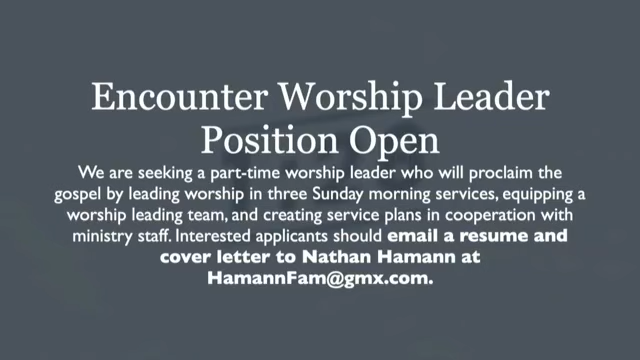 Encounter Worship Leader
Position Open
We are seeking a part-time worship leader who will proclaim the
gospel by leading worship in three Sunday morning services, equipping a
worship leading team, and creating service plans in cooperation with
ministry staff. Interested applicants should email a resume and
cover letter to Nathan Hamann at
HamannFam@gmx.com.